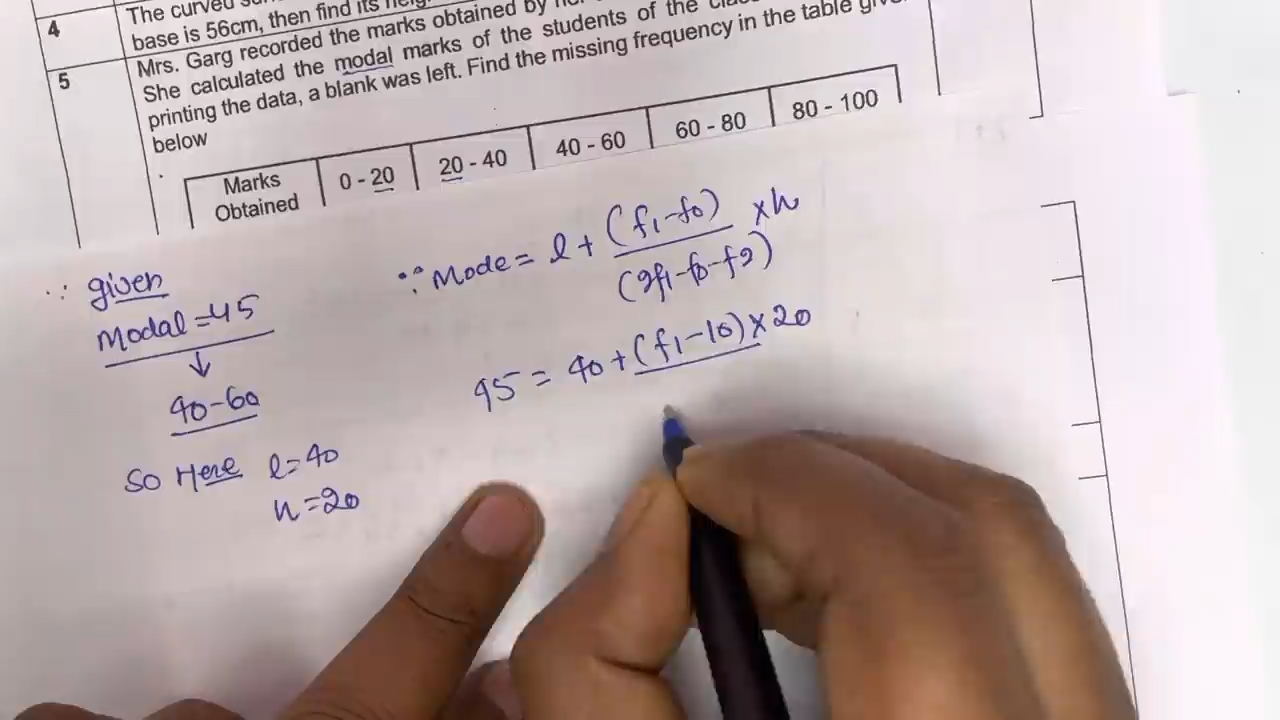 4
The curved
base is 56cm, then find its
5
Mrs. Garg recorded the marks obtained by
She calculated the modal marks of the students of the
printing the data, a blank was left. Find the missing frequency in the table
below
Marks Obtained 0 - 20 20 - 40 40 - 60 60 - 80 80 - 100
∵ given
Modal = 45
↓
40-60
So Here l=40
h=20
∵ Mode = l + (f1-f0) / (2f1-f0-f2) × h
45 = 40 + (f1-10) × 20